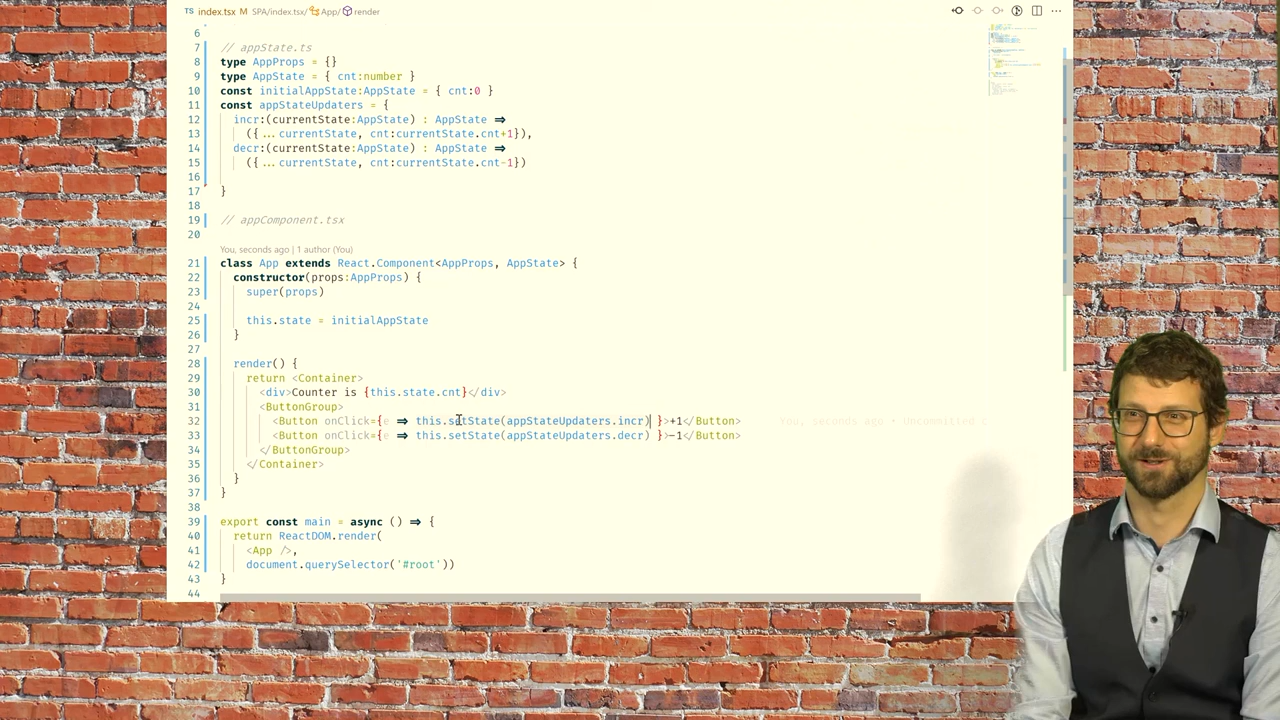 TS index.tsx M SPA/index.tsx/ App/ render
6
7 // appStat
8 type AppProp
9 type AppState = { cnt:number }
10 const initialAppState:AppState = { cnt:0 }
11 const appStateUpdaters = {
12 incr:(currentState:AppState) : AppState ⇒
13 ({...currentState, cnt:currentState.cnt+1}),
14 decr:(currentState:AppState) : AppState ⇒
15 ({...currentState, cnt:currentState.cnt-1})
16
17 }
18
19 // appComponent.tsx
20
You, seconds ago | 1 author (You)
21 class App extends React.Component<AppProps, AppState> {
22 constructor(props:AppProps) {
23 super(props)
24
25 this.state = initialAppState
26 }
27
28 render() {
29 return <Container>
30 <div>Counter is {this.state.cnt}</div>
31 <ButtonGroup>
32 <Button onClick={e ⇒ this.setState(appStateUpdaters.incr) }>+1</Button> You, seconds ago • Uncommitted c
33 <Button onClick={e ⇒ this.setState(appStateUpdaters.decr) }>-1</Button>
34 </ButtonGroup>
35 </Container>
36 }
37 }
38
39 export const main = async () ⇒ {
40 return ReactDOM.render(
41 <App />,
42 document.querySelector('#root'))
43 }
44